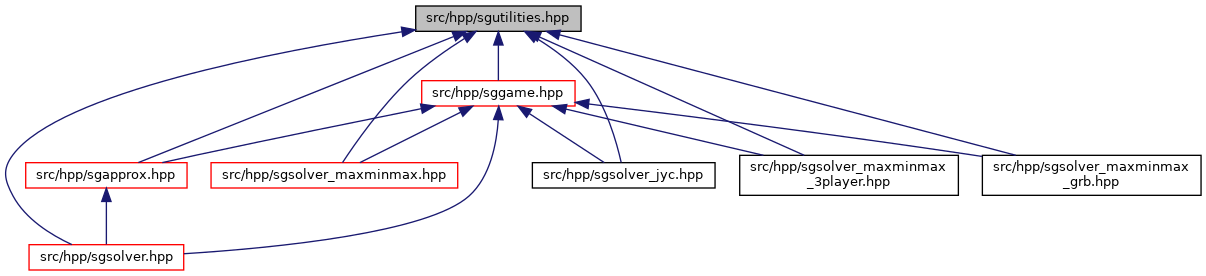 src/hpp/sgutilities.hpp
src/hpp/sggame.hpp
src/hpp/sgapprox.hpp
src/hpp/sgsolver_maxminmax.hpp
src/hpp/sgsolver_jyc.hpp
src/hpp/sgsolver_maxminmax
_3player.hpp
src/hpp/sgsolver_maxminmax
_grb.hpp
src/hpp/sgsolver.hpp